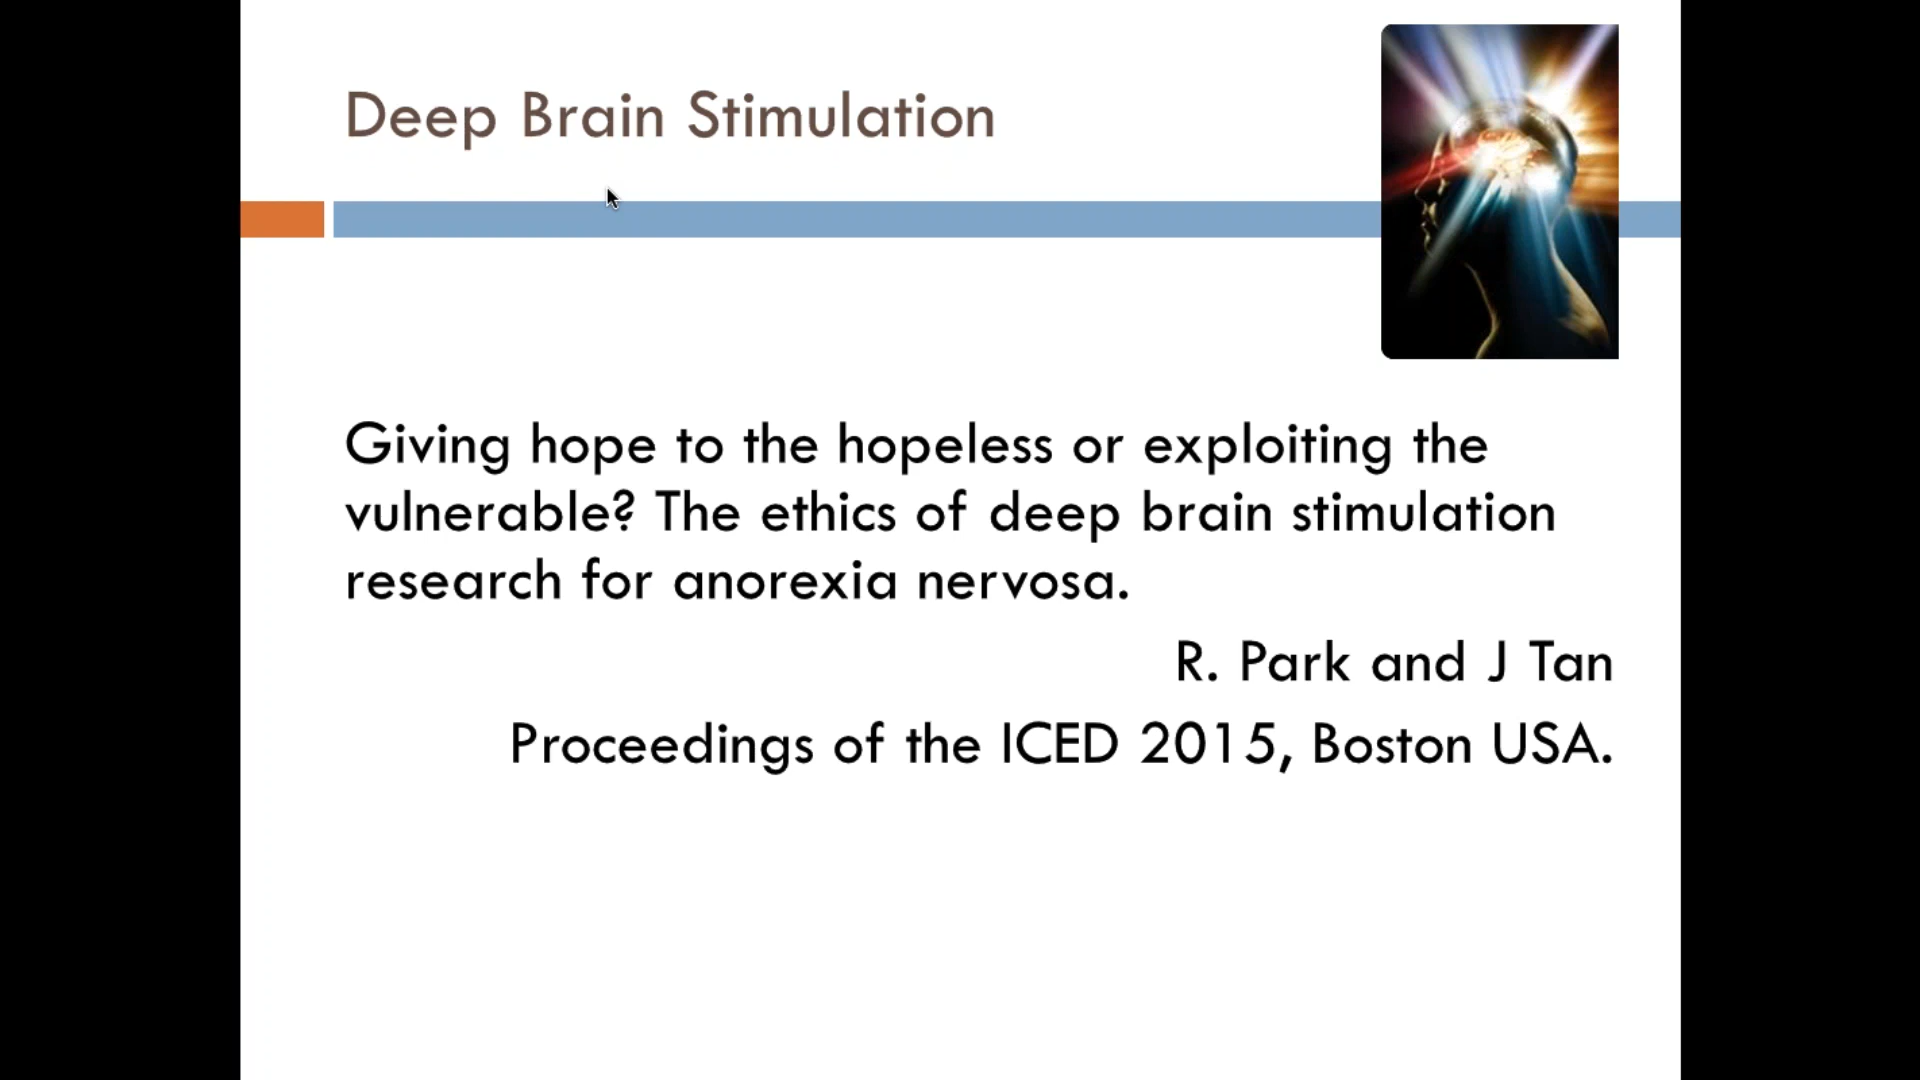 Deep Brain Stimulation
Giving hope to the hopeless or exploiting the
vulnerable? The ethics of deep brain stimulation
research for anorexia nervosa.
R. Park and J Tan
Proceedings of the ICED 2015, Boston USA.